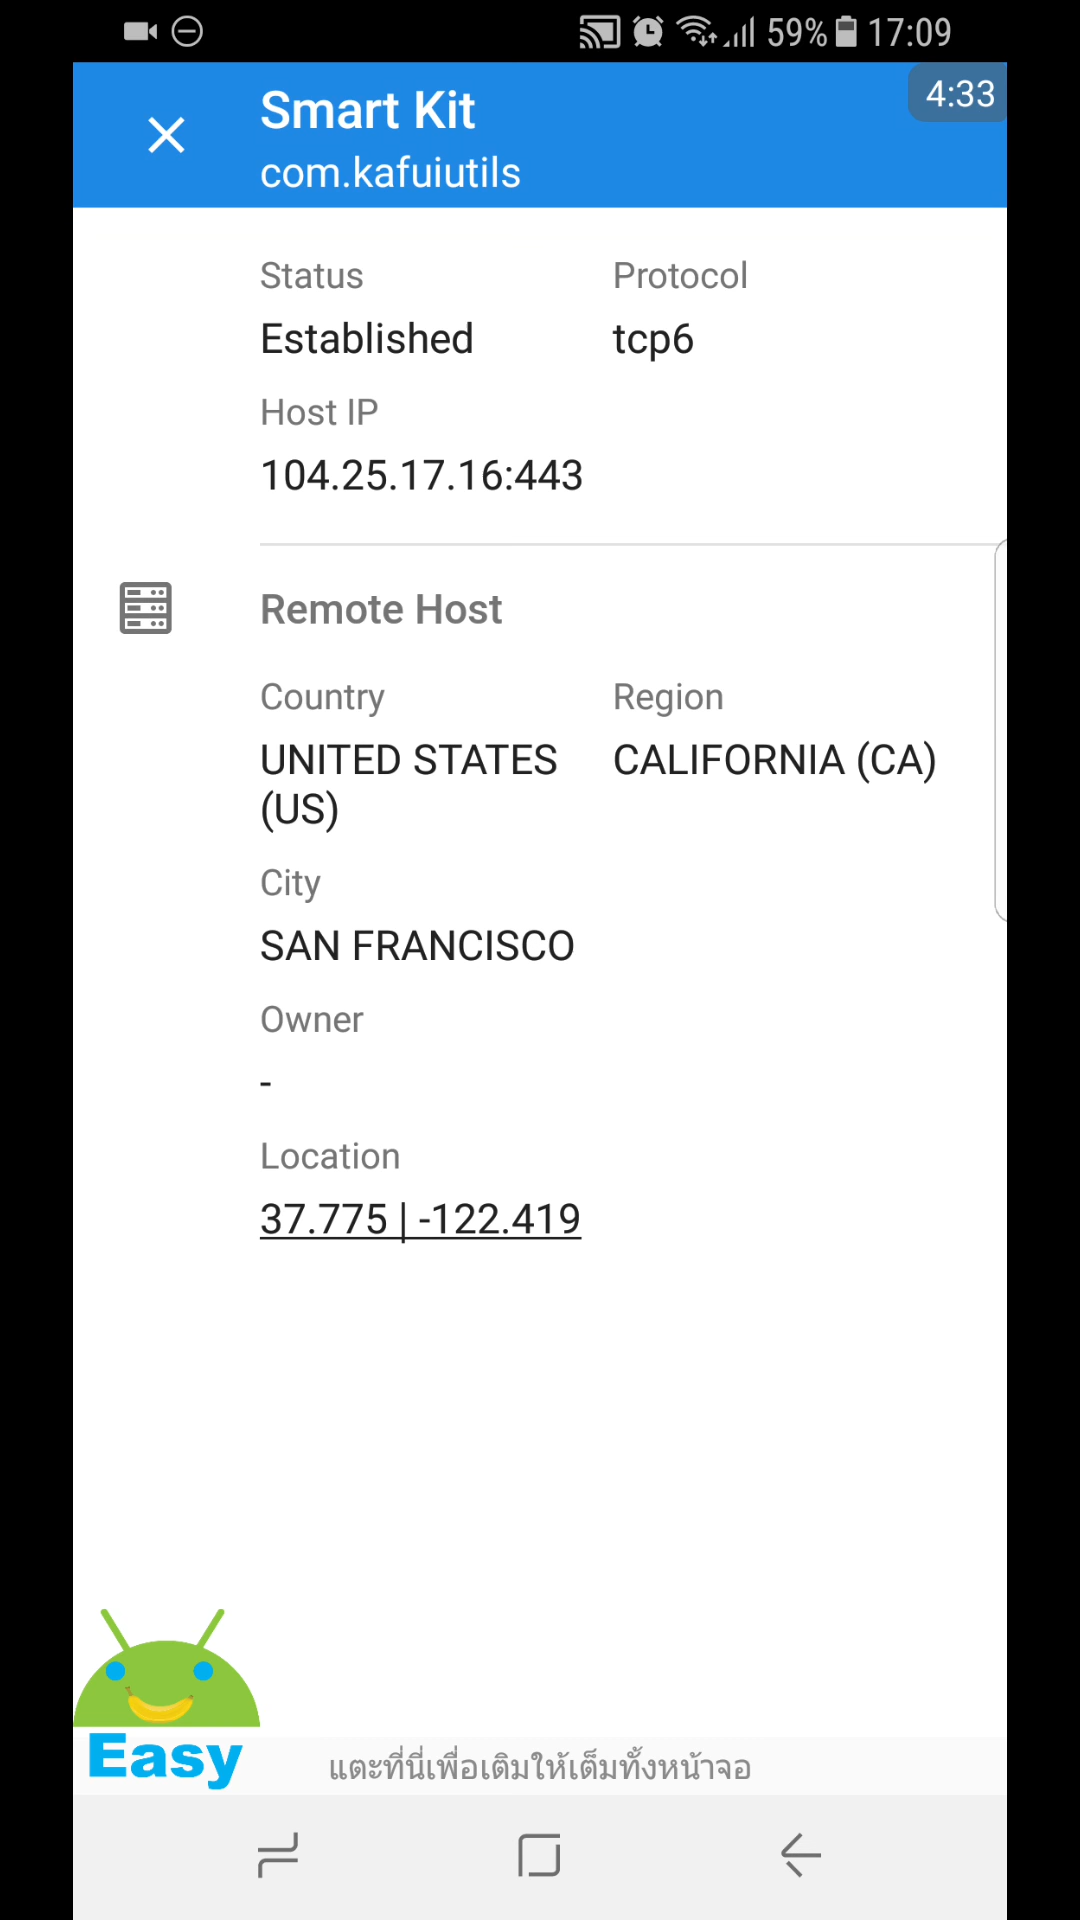 59% 17:09
Smart Kit
4:33
com.kafuiutils
Status Protocol
Established tcp6
Host IP
104.25.17.16:443
Remote Host
Country Region
UNITED STATES CALIFORNIA (CA)
(US)
City
SAN FRANCISCO
Owner
-
Location
37.775 | -122.419
Easy
แตะที่นี่เพื่อเติมให้เต็มทั้งหน้าจอ